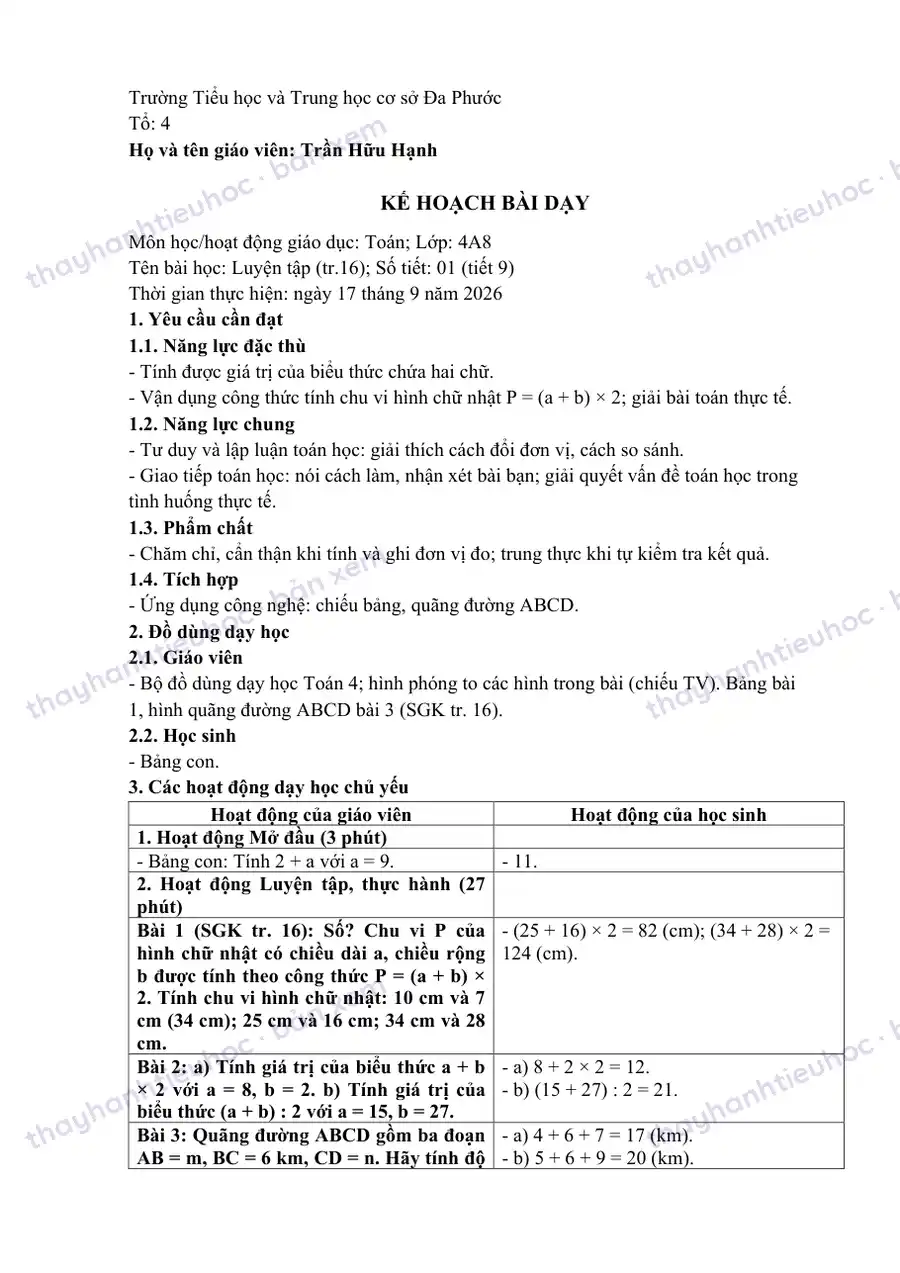 Trường Tiểu học và Trung học cơ sở Đa Phước
Tổ: 4
Họ và tên giáo viên: Trần Hữu Hạnh
KẾ HOẠCH BÀI DẠY
Môn học/hoạt động giáo dục: Toán; Lớp: 4A8
Tên bài học: Luyện tập (tr.16); Số tiết: 01 (tiết 9)
Thời gian thực hiện: ngày 17 tháng 9 năm 2026
1. Yêu cầu cần đạt
1.1. Năng lực đặc thù
- Tính được giá trị của biểu thức chứa hai chữ.
- Vận dụng công thức tính chu vi hình chữ nhật P = (a + b) × 2; giải bài toán thực tế.
1.2. Năng lực chung
- Tư duy và lập luận toán học: giải thích cách đổi đơn vị, cách so sánh.
- Giao tiếp toán học: nói cách làm, nhận xét bài bạn; giải quyết vấn đề toán học trong
tình huống thực tế.
1.3. Phẩm chất
- Chăm chỉ, cẩn thận khi tính và ghi đơn vị đo; trung thực khi tự kiểm tra kết quả.
1.4. Tích hợp
- Ứng dụng công nghệ: chiếu bảng, quãng đường ABCD.
2. Đồ dùng dạy học
2.1. Giáo viên
- Bộ đồ dùng dạy học Toán 4; hình phóng to các hình trong bài (chiếu TV). Bảng bài
1, hình quãng đường ABCD bài 3 (SGK tr. 16).
2.2. Học sinh
- Bảng con.
3. Các hoạt động dạy học chủ yếu
Hoạt động của giáo viên
Hoạt động của học sinh
1. Hoạt động Mở đầu (3 phút)
- Bảng con: Tính 2 + a với a = 9.
- 11.
2. Hoạt động Luyện tập, thực hành (27
phút)
Bài 1 (SGK tr. 16): Số? Chu vi P của
hình chữ nhật có chiều dài a, chiều rộng
b được tính theo công thức P = (a + b) ×
2. Tính chu vi hình chữ nhật: 10 cm và 7
cm (34 cm); 25 cm và 16 cm; 34 cm và 28
cm.
- (25 + 16) × 2 = 82 (cm); (34 + 28) × 2 =
124 (cm).
Bài 2: a) Tính giá trị của biểu thức a + b
× 2 với a = 8, b = 2. b) Tính giá trị của
biểu thức (a + b) : 2 với a = 15, b = 27.
- a) 8 + 2 × 2 = 12.
- b) (15 + 27) : 2 = 21.
Bài 3: Quãng đường ABCD gồm ba đoạn
AB = m, BC = 6 km, CD = n. Hãy tính độ
- a) 4 + 6 + 7 = 17 (km).
- b) 5 + 6 + 9 = 20 (km).
thayhanhtieuhoc · bản xem
thayhanhtieuhoc · b
thayhanhtieuhoc · bản xem
thayhanhtieuhoc · b
thayhanhtieuhoc · bản xem
thayhanhtieuhoc · b